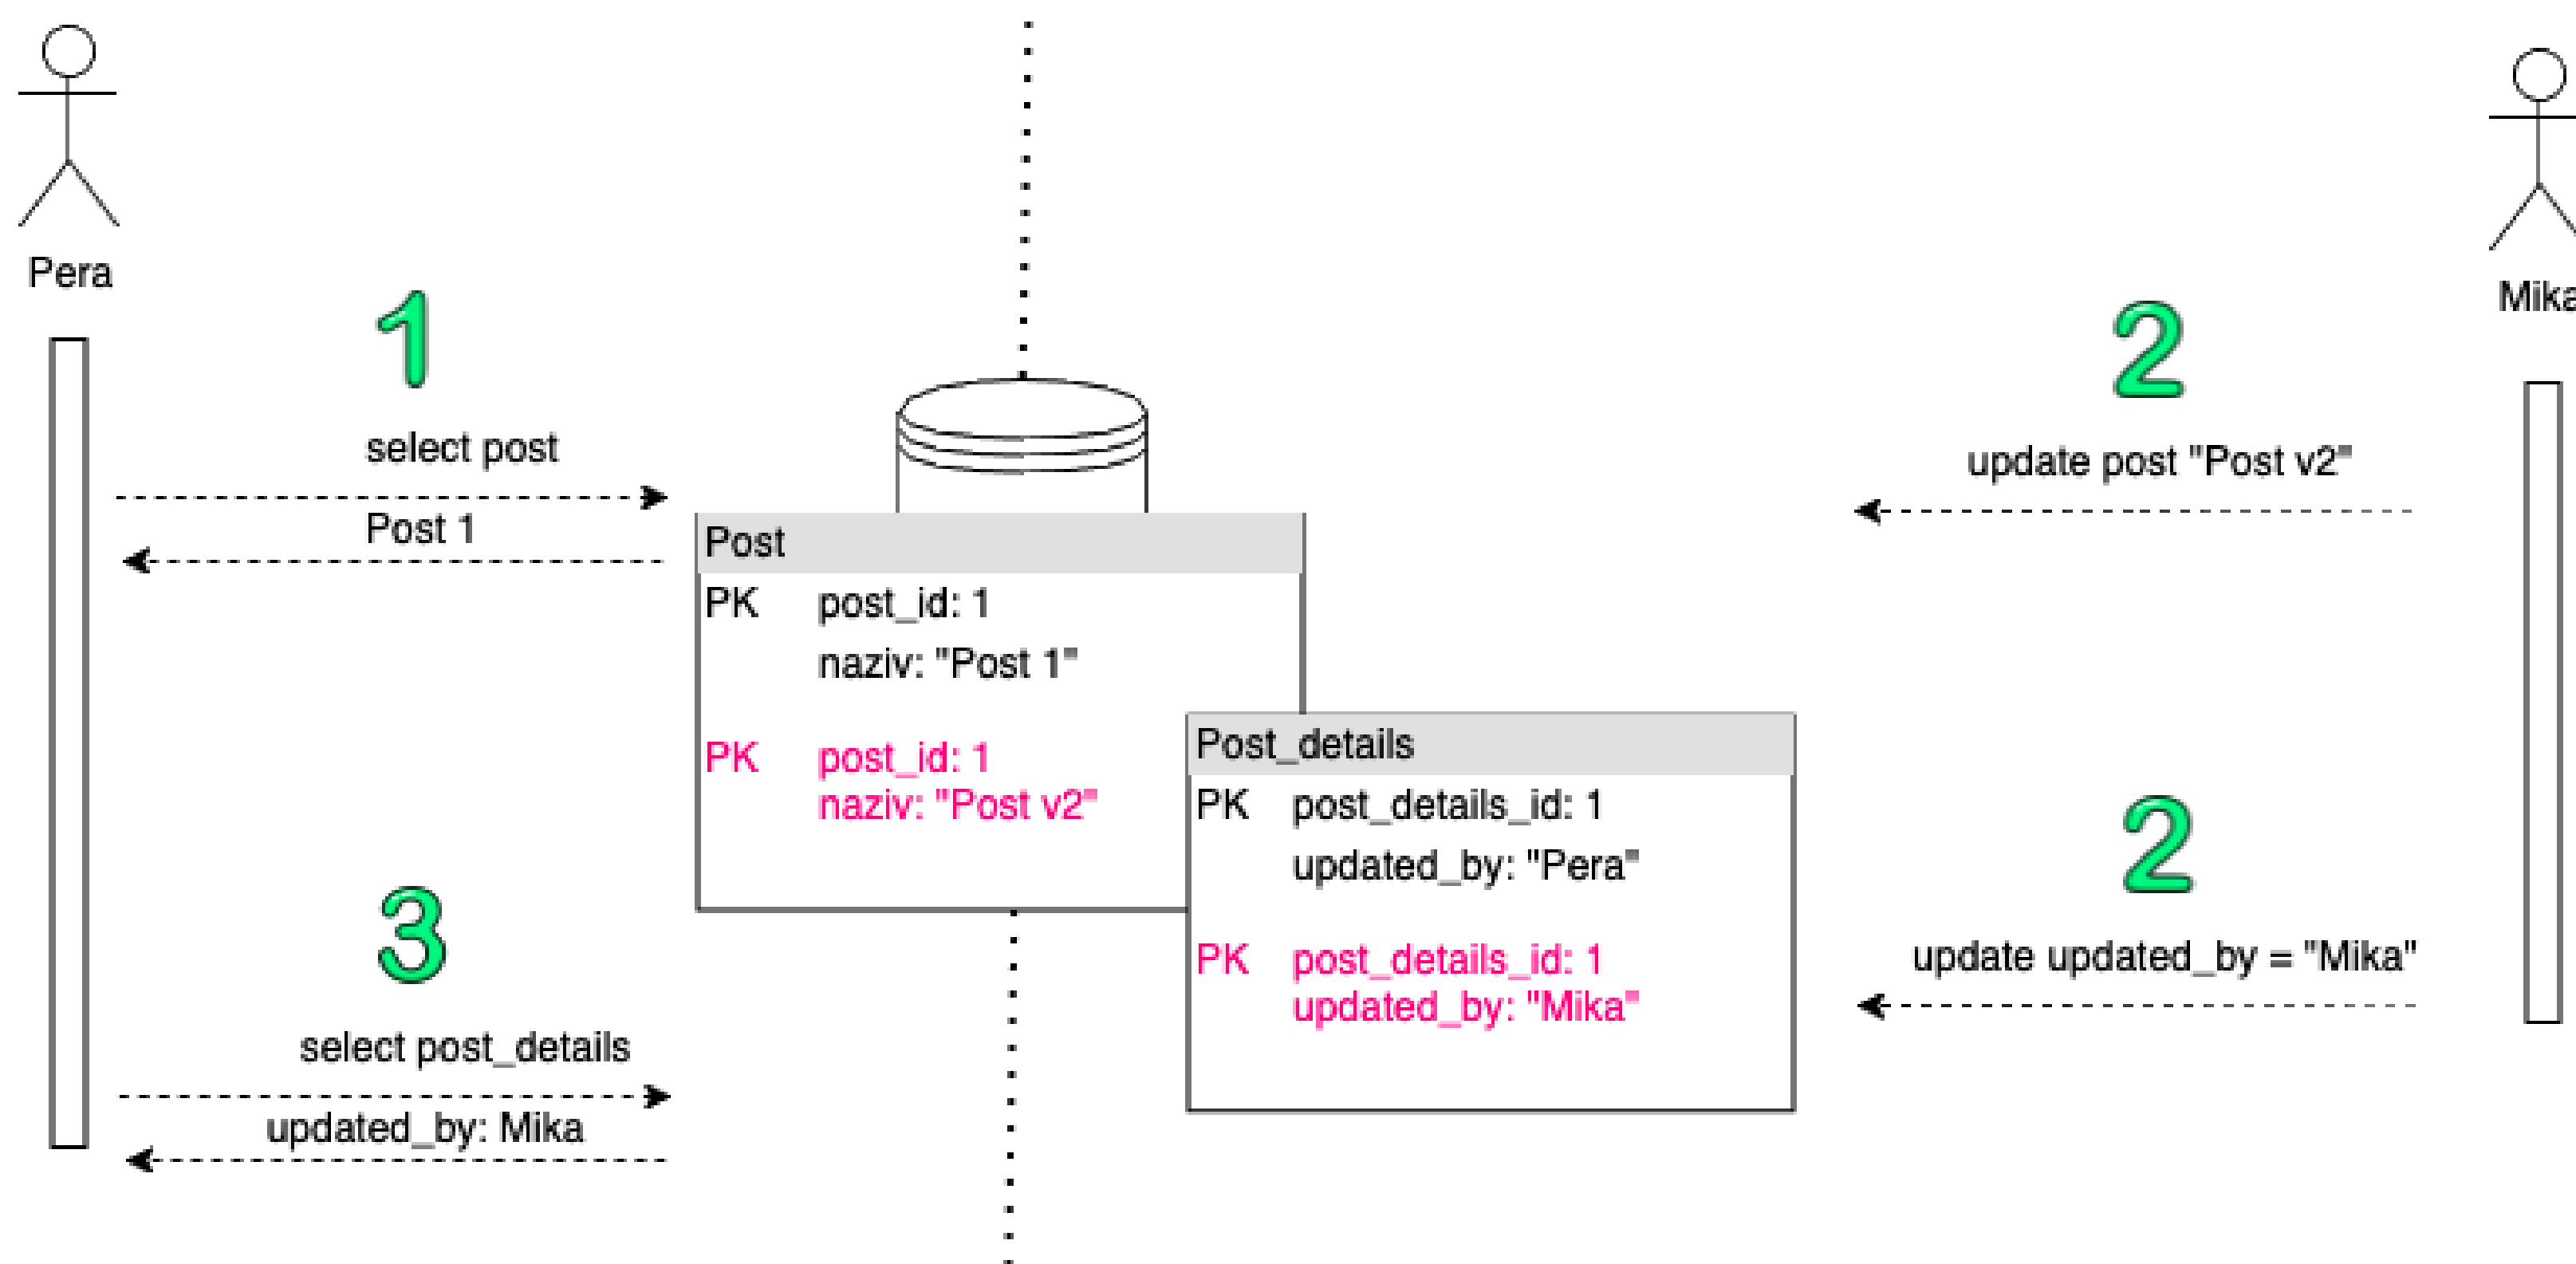 Pera
Mika
1
2
select post
update post "Post v2"
Post 1
Post
PK post_id: 1
naziv: "Post 1"
PK post_id: 1
naziv: "Post v2"
Post_details
PK post_details_id: 1
updated_by: "Pera"
PK post_details_id: 1
updated_by: "Mika"
2
update updated_by = "Mika"
3
select post_details
updated_by: Mika